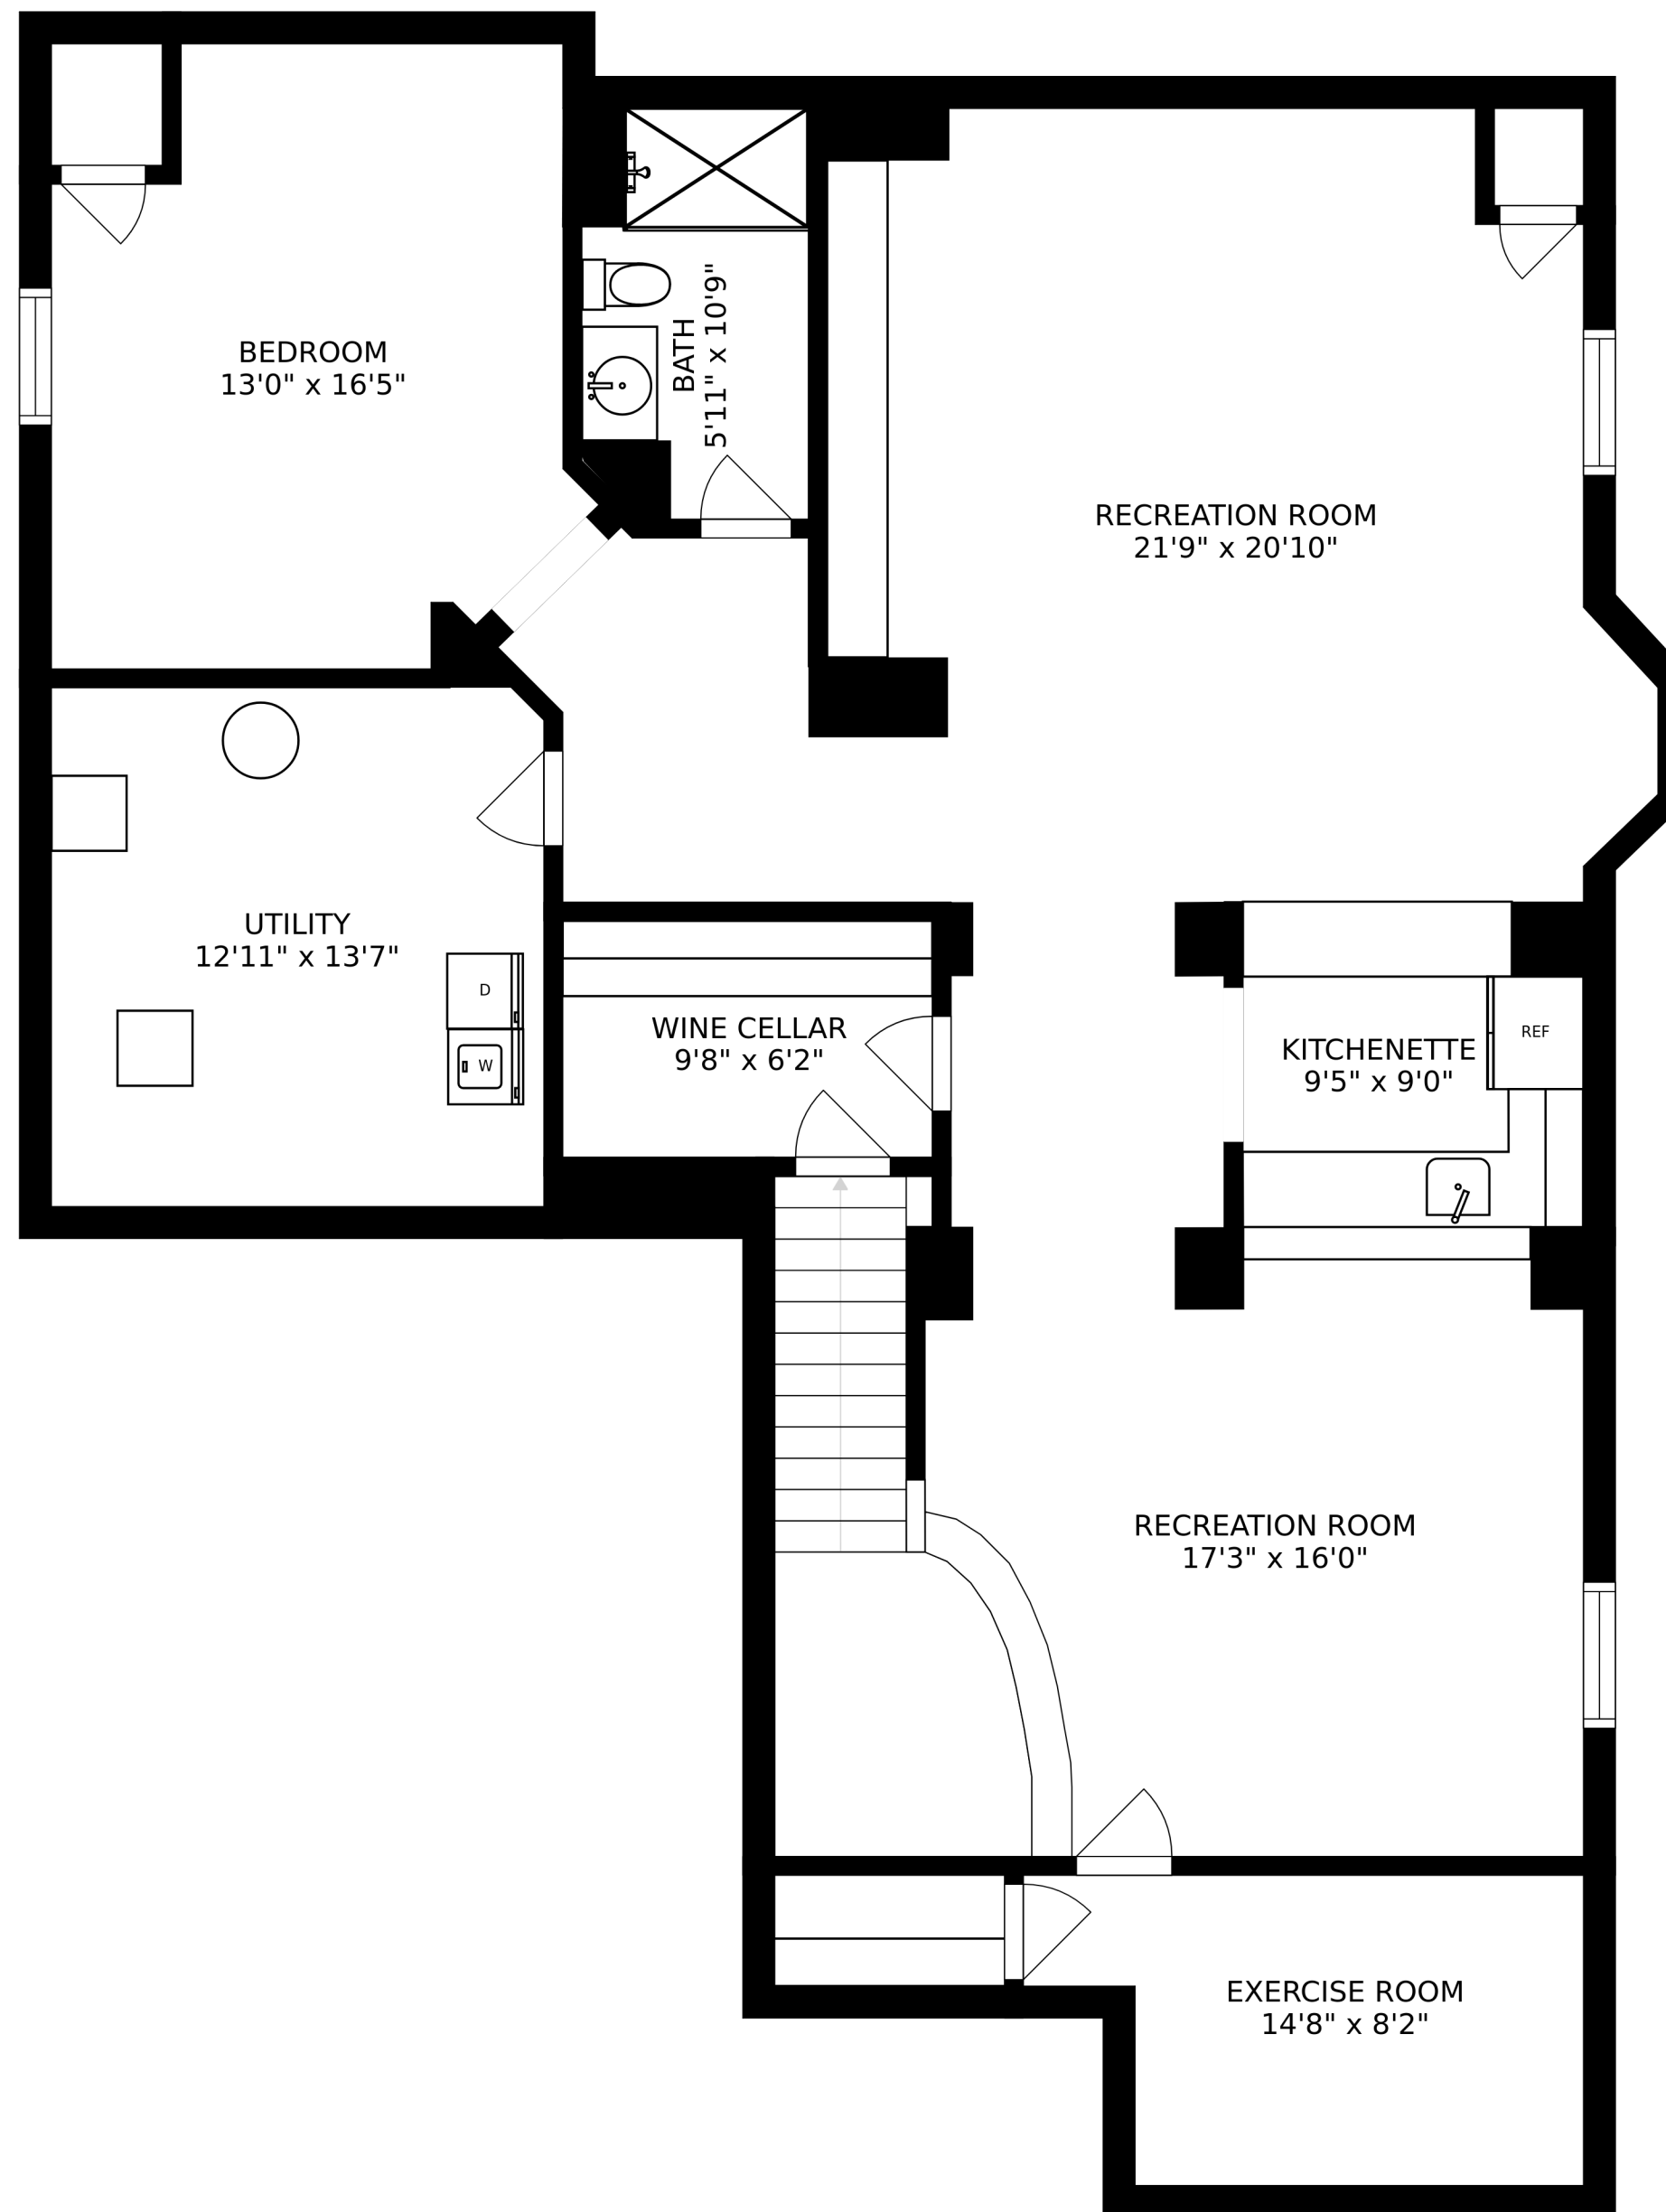 BEDROOM
13'0" x 16'5"
BATH
5'11" x 10'9"
RECREATION ROOM
21'9" x 20'10"
UTILITY
12'11" x 13'7"
D
W
WINE CELLAR
9'8" x 6'2"
KITCHENETTE
9'5" x 9'0"
REF
RECREATION ROOM
17'3" x 16'0"
EXERCISE ROOM
14'8" x 8'2"